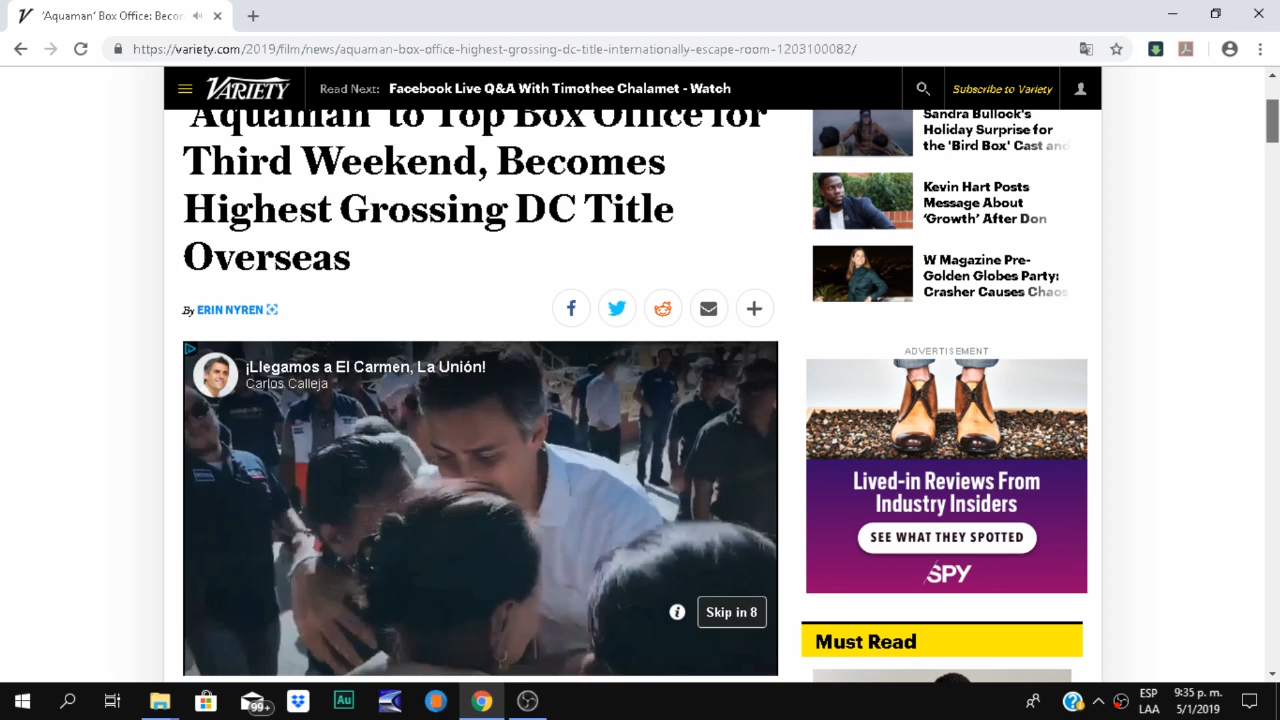 'Aquaman' Box Office: Becon
https://variety.com/2019/film/news/aquaman-box-office-highest-grossing-dc-title-internationally-escape-room-1203100082/
VARIETY
Read Next: Facebook Live Q&A With Timothee Chalamet - Watch
Subscribe to Variety
'Aquaman' to Top Box Office for
Third Weekend, Becomes
Highest Grossing DC Title
Overseas
By ERIN NYREN
¡Llegamos a El Carmen, La Unión!
Carlos Calleja
Skip in 8
Sandra Bullock's
Holiday Surprise for
the 'Bird Box' Cast and
Kevin Hart Posts
Message About
'Growth' After Don
W Magazine Pre-
Golden Globes Party:
Crasher Causes Chaos
ADVERTISEMENT
Lived-in Reviews From
Industry Insiders
SEE WHAT THEY SPOTTED
SPY
Must Read
99+
Au
ESP
LAA
9:35 p. m.
5/1/2019